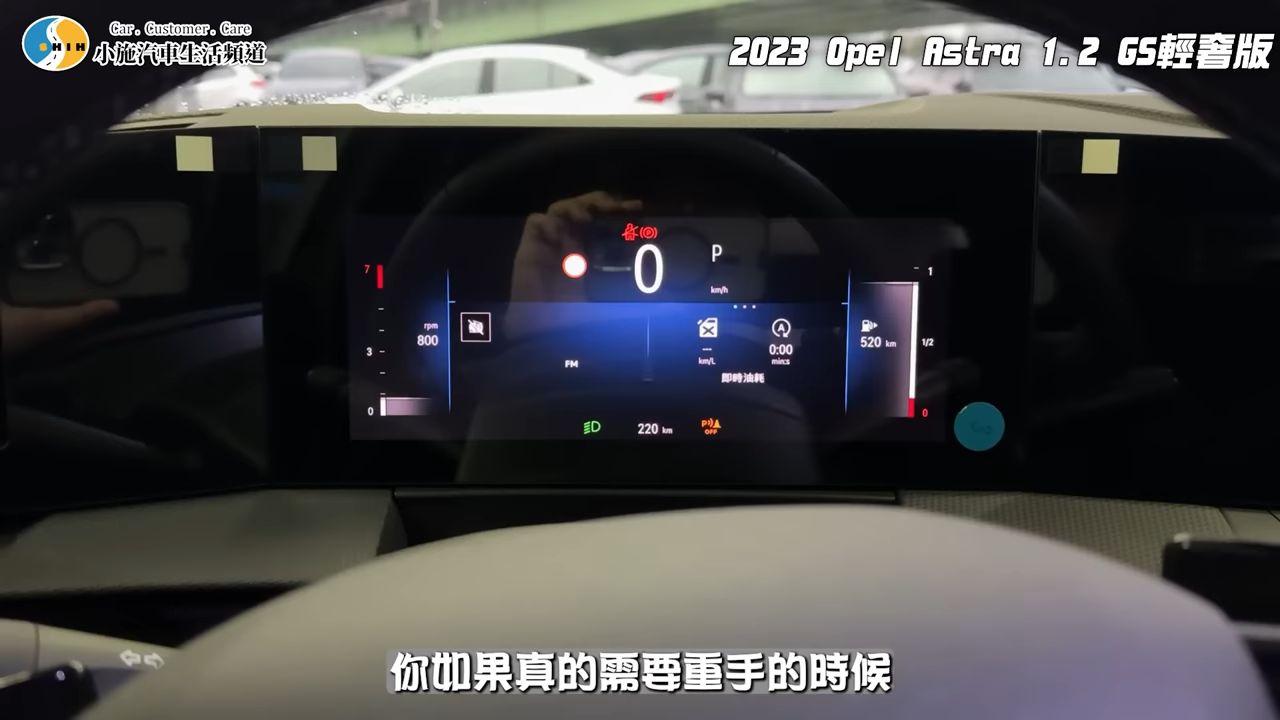 Car. Customer. Care
SHIH
小施汽車生活頻道
2023 Opel Astra 1.2 GS輕奢版
0
P
km/h
7
3
0
rpm
800
FM
---
km/L
A
0:00
min:s
即時油耗
520 km
1
1/2
0
220 km
OFF
你如果真的需要重手的時候